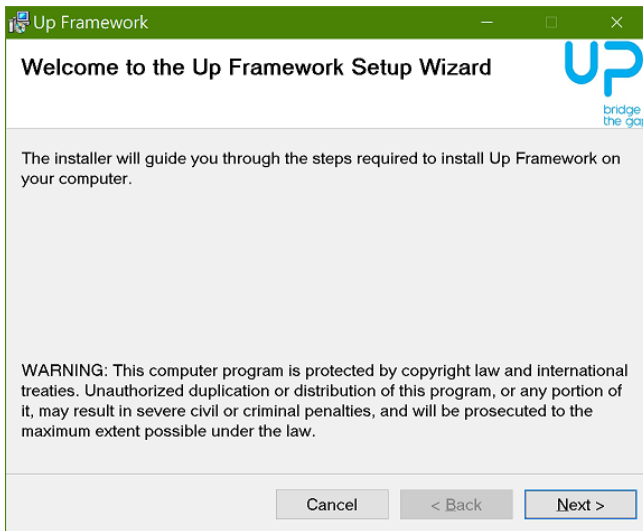 Up Framework
Welcome to the Up Framework Setup Wizard
UP
bridge
the gap
The installer will guide you through the steps required to install Up Framework on
your computer.
WARNING: This computer program is protected by copyright law and international
treaties. Unauthorized duplication or distribution of this program, or any portion of
it, may result in severe civil or criminal penalties, and will be prosecuted to the
maximum extent possible under the law.
Cancel
< Back
Next >